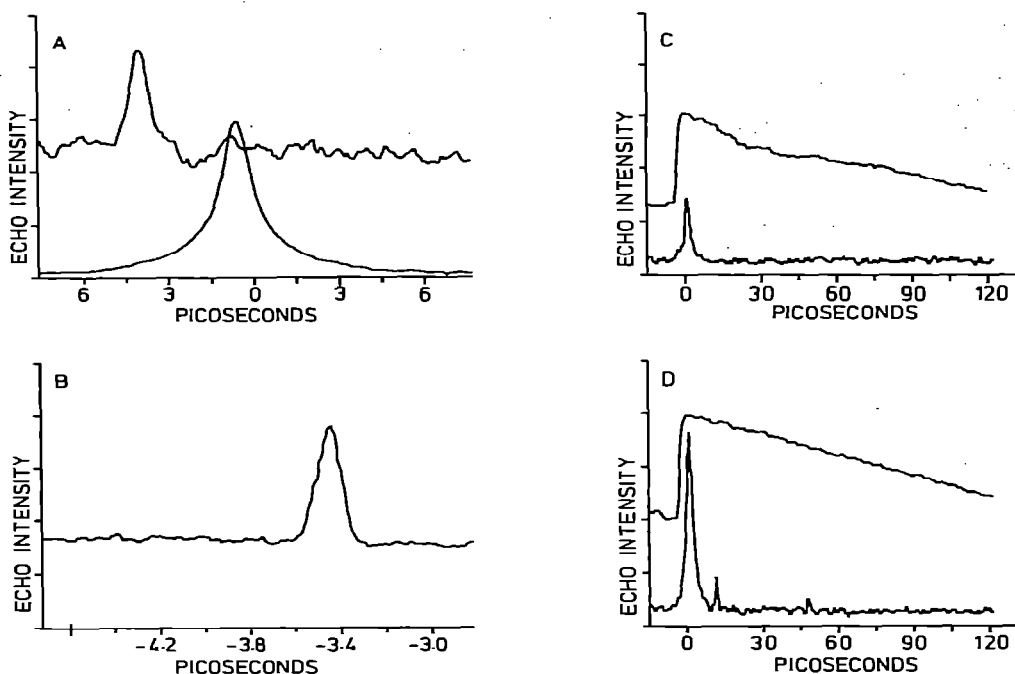 A
ECHO INTENSITY
6 3 0 3 6
PICOSECONDS
B
ECHO INTENSITY
-4.2 -3.8 -3.4 -3.0
PICOSECONDS
C
ECHO INTENSITY
0 30 60 90 120
PICOSECONDS
D
ECHO INTENSITY
0 30 60 90 120
PICOSECONDS